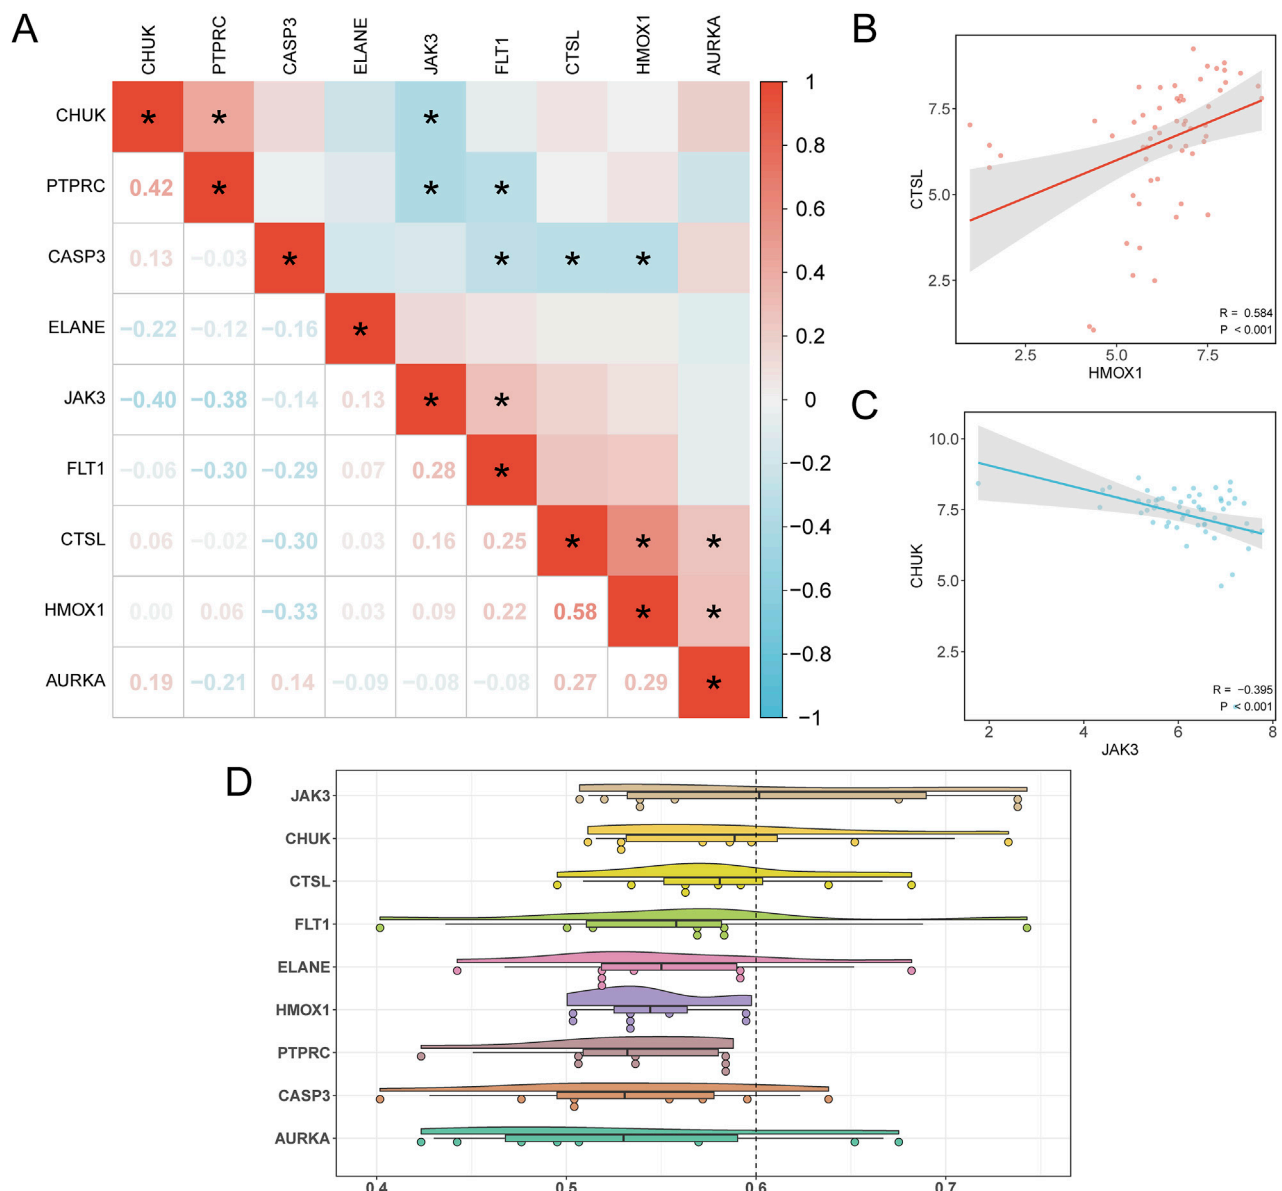 A
CHUK PTPRC CASP3 ELANE JAK3 FLT1 CTSL HMOX1 AURKA
CHUK * * *
PTPRC 0.42 * * *
CASP3 0.13 −0.03 * * * *
ELANE −0.22 −0.12 −0.16 *
JAK3 −0.40 −0.38 −0.14 0.13 * *
FLT1 −0.06 −0.30 −0.29 0.07 0.28 *
CTSL 0.06 −0.02 −0.30 0.03 0.16 0.25 * * *
HMOX1 0.00 0.06 −0.33 0.03 0.09 0.22 0.58 * *
AURKA 0.19 −0.21 0.14 −0.09 −0.08 −0.08 0.27 0.29 *
1
0.8
0.6
0.4
0.2
0
−0.2
−0.4
−0.6
−0.8
−1
B
CTSL
7.5
5.0
2.5
R = 0.584
P < 0.001
2.5 5.0 7.5
HMOX1
C
CHUK
10.0
7.5
5.0
2.5
R = −0.395
P < 0.001
2 4 6 8
JAK3
D
JAK3
CHUK
CTSL
FLT1
ELANE
HMOX1
PTPRC
CASP3
AURKA
0.4 0.5 0.6 0.7